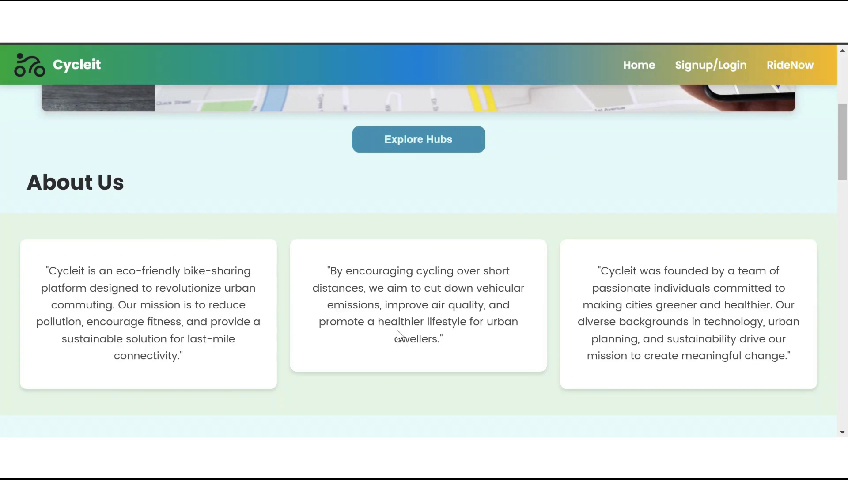 Cycleit
Home Signup/Login RideNow
Quick Street
Explore Hubs
About Us
"Cycleit is an eco-friendly bike-sharing
platform designed to revolutionize urban
commuting. Our mission is to reduce
pollution, encourage fitness, and provide a
sustainable solution for last-mile
connectivity."
"By encouraging cycling over short
distances, we aim to cut down vehicular
emissions, improve air quality, and
promote a healthier lifestyle for urban
dwellers."
"Cycleit was founded by a team of
passionate individuals committed to
making cities greener and healthier. Our
diverse backgrounds in technology, urban
planning, and sustainability drive our
mission to create meaningful change."